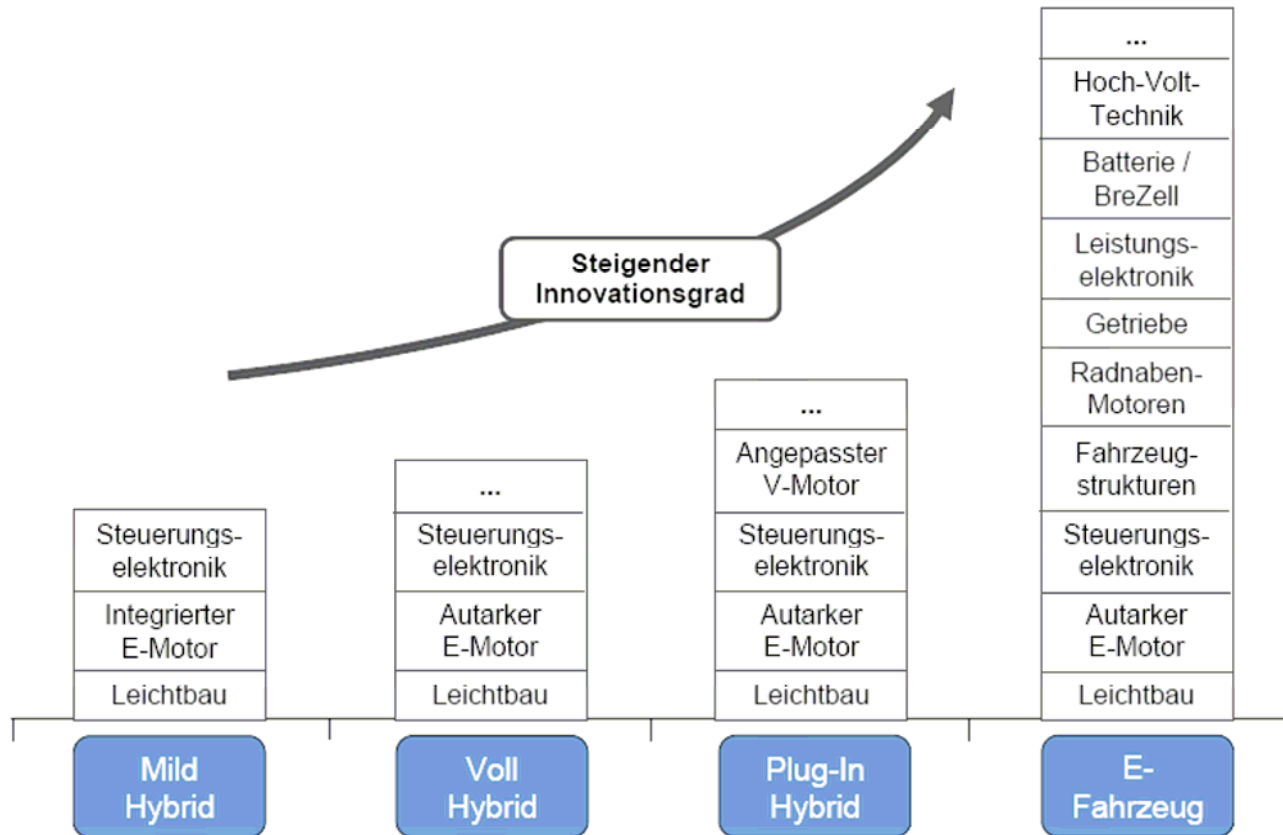 Steigender
Innovationsgrad
Steuerungs-
elektronik
Integrierter
E-Motor
Leichtbau
Mild
Hybrid
...
Steuerungs-
elektronik
Autarker
E-Motor
Leichtbau
Voll
Hybrid
...
Angepasster
V-Motor
Steuerungs-
elektronik
Autarker
E-Motor
Leichtbau
Plug-In
Hybrid
...
Hoch-Volt-
Technik
Batterie /
BreZell
Leistungs-
elektronik
Getriebe
Radnaben-
Motoren
Fahrzeug-
strukturen
Steuerungs-
elektronik
Autarker
E-Motor
Leichtbau
E-
Fahrzeug